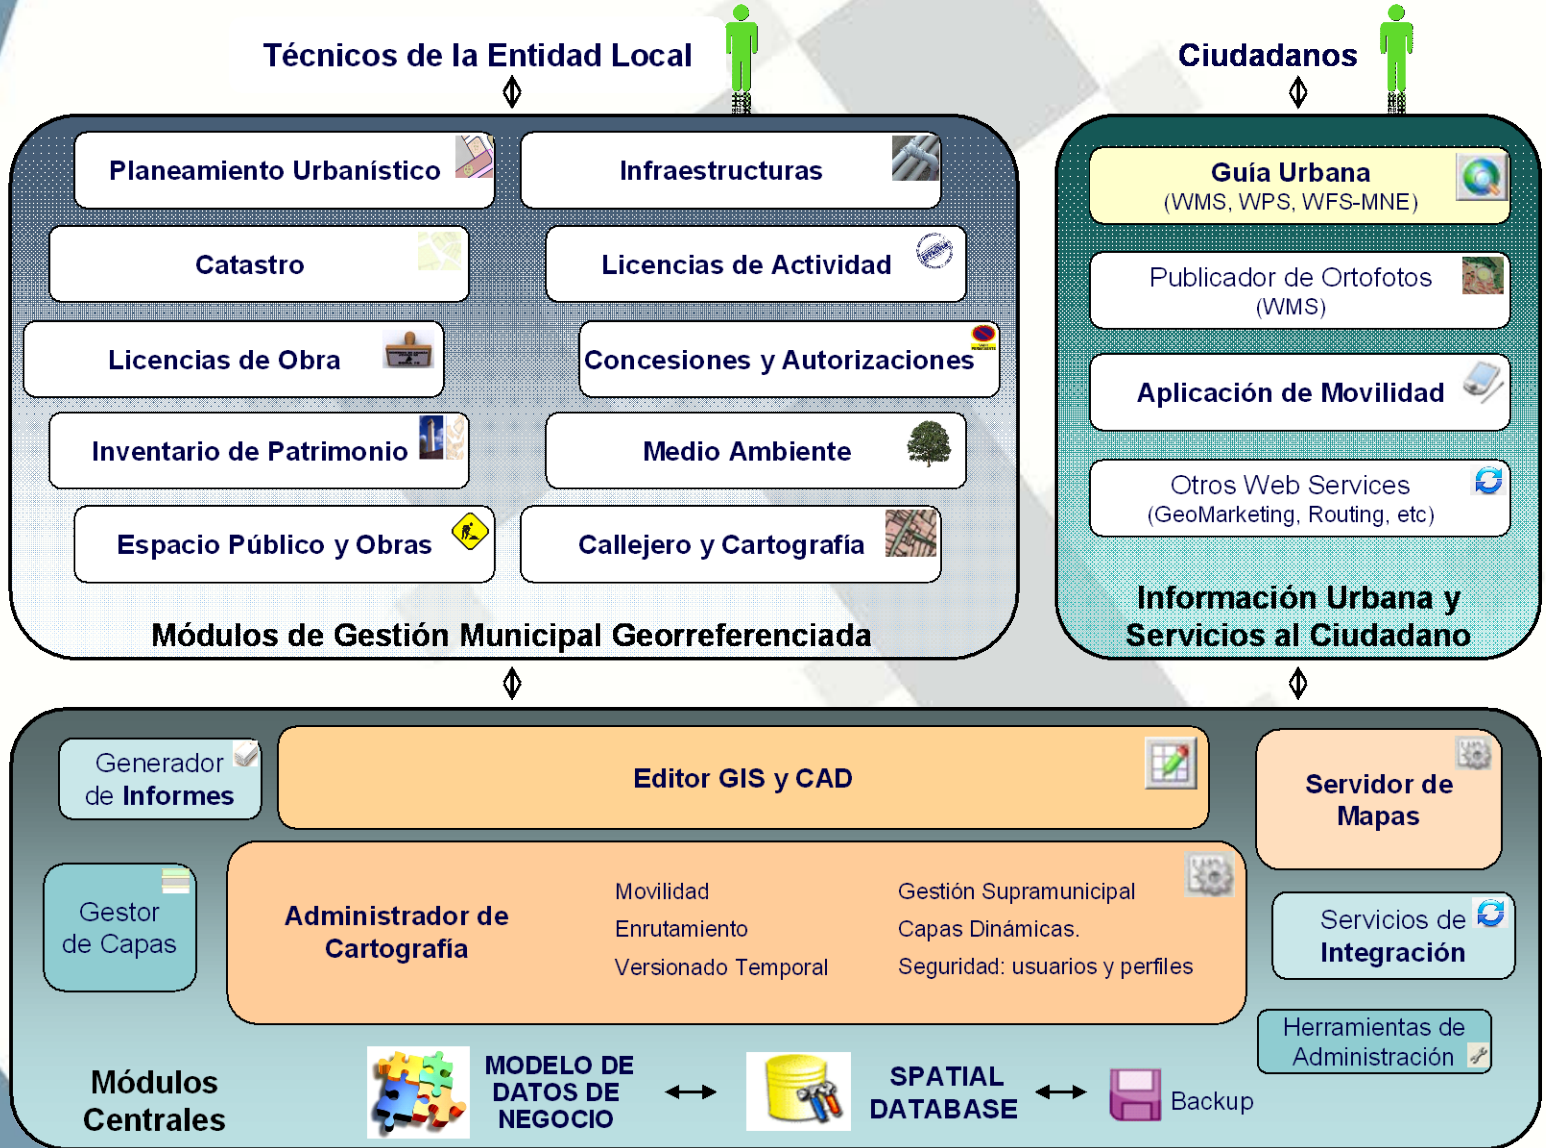 Técnicos de la Entidad Local
Ciudadanos
Planeamiento Urbanístico
Infraestructuras
Catastro
Licencias de Actividad
Licencias de Obra
Concesiones y Autorizaciones
Inventario de Patrimonio
Medio Ambiente
Espacio Público y Obras
Callejero y Cartografía
Módulos de Gestión Municipal Georreferenciada
Guía Urbana
(WMS, WPS, WFS-MNE)
Publicador de Ortofotos
(WMS)
Aplicación de Movilidad
Otros Web Services
(GeoMarketing, Routing, etc)
Información Urbana y
Servicios al Ciudadano
Generador
de Informes
Editor GIS y CAD
Servidor de
Mapas
Gestor
de Capas
Administrador de
Cartografía
Movilidad
Enrutamiento
Versionado Temporal
Gestión Supramunicipal
Capas Dinámicas.
Seguridad: usuarios y perfiles
Servicios de
Integración
Herramientas de
Administración
Módulos
Centrales
MODELO DE
DATOS DE
NEGOCIO
SPATIAL
DATABASE
Backup